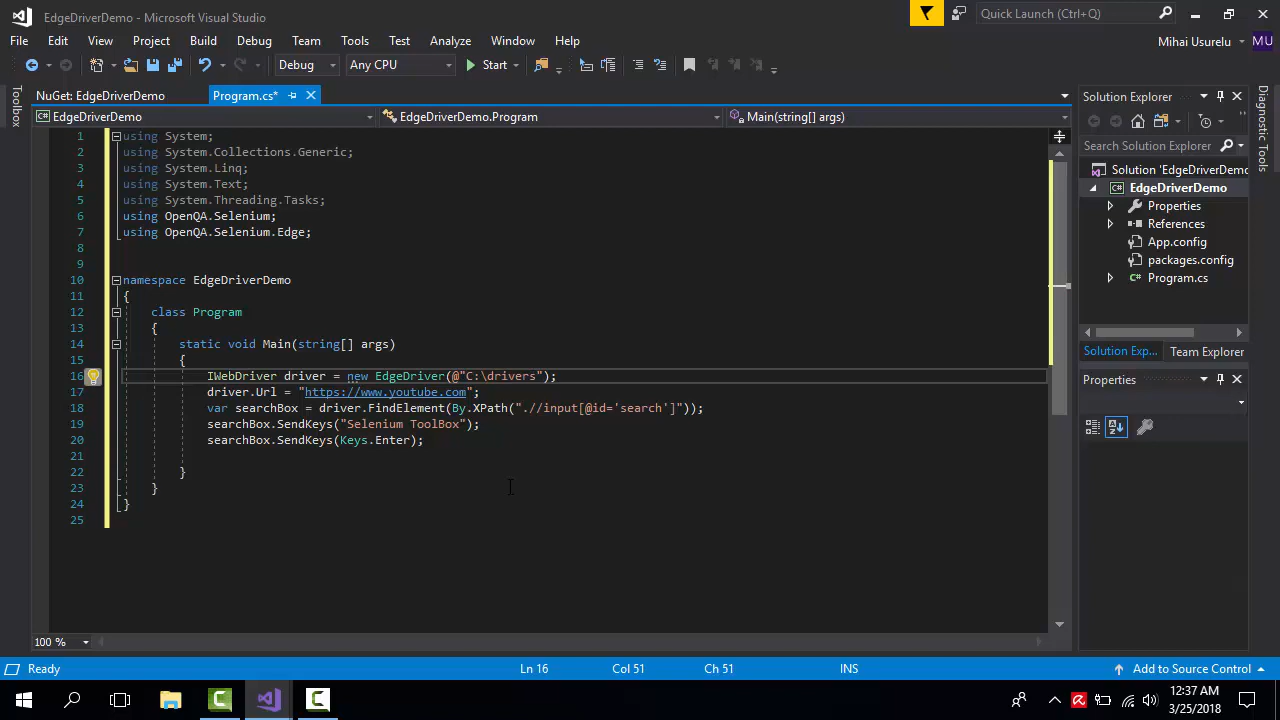 EdgeDriverDemo - Microsoft Visual Studio
Quick Launch (Ctrl+Q)
File Edit View Project Build Debug Team Tools Test Analyze Window Help
Mihai Usurelu MU
Debug Any CPU Start
Toolbox
NuGet: EdgeDriverDemo Program.cs*
EdgeDriverDemo EdgeDriverDemo.Program Main(string[] args)
1 using System;
2 using System.Collections.Generic;
3 using System.Linq;
4 using System.Text;
5 using System.Threading.Tasks;
6 using OpenQA.Selenium;
7 using OpenQA.Selenium.Edge;
8
9
10 namespace EdgeDriverDemo
11 {
12 class Program
13 {
14 static void Main(string[] args)
15 {
16 IWebDriver driver = new EdgeDriver(@"C:\drivers");
17 driver.Url = "https://www.youtube.com";
18 var searchBox = driver.FindElement(By.XPath(".//input[@id='search']"));
19 searchBox.SendKeys("Selenium ToolBox");
20 searchBox.SendKeys(Keys.Enter);
21
22 }
23 }
24 }
25
100 %
Solution Explorer
Search Solution Explorer
Solution 'EdgeDriverDemo
EdgeDriverDemo
Properties
References
App.config
packages.config
Program.cs
Solution Exp... Team Explorer
Properties
Diagnostic Tools
Ready Ln 16 Col 51 Ch 51 INS Add to Source Control
12:37 AM
3/25/2018